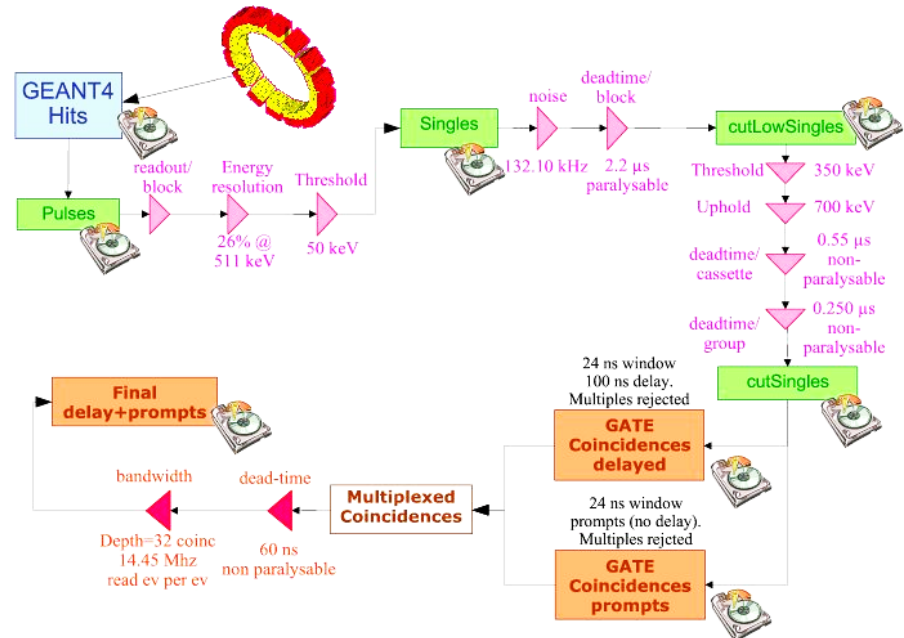 GEANT4
Hits
readout/
block
Energy
resolution
Threshold
Pulses
26% @
511 keV
50 keV
Singles
noise
132.10 kHz
deadtime/
block
2.2 µs
paralysable
cutLowSingles
Threshold
350 keV
Uphold
700 keV
deadtime/
cassette
0.55 µs
non-
paralysable
deadtime/
group
0.250 µs
non-
paralysable
cutSingles
24 ns window
100 ns delay.
Multiples rejected
GATE
Coincidences
delayed
24 ns window
prompts (no delay).
Multiples rejcted
GATE
Coincidences
prompts
Multiplexed
Coincidences
dead-time
60 ns
non paralysable
bandwidth
Depth=32 coinc
14.45 Mhz
read ev per ev
Final
delay+prompts